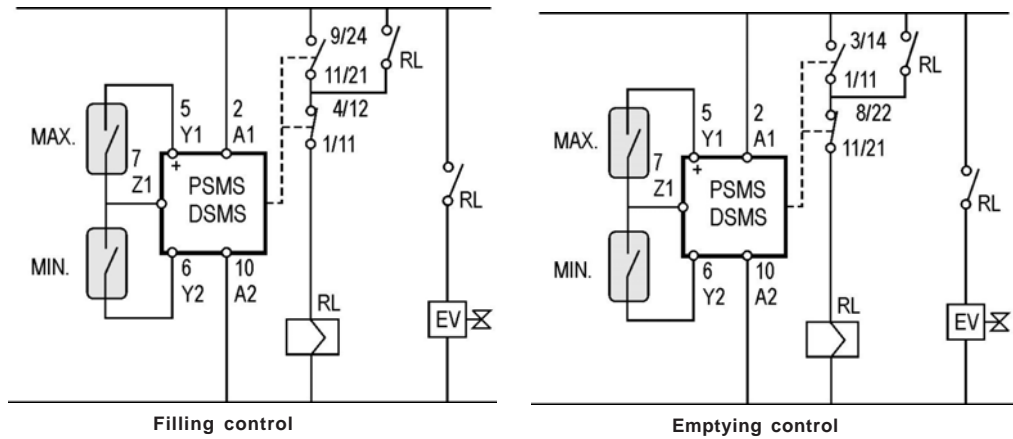 9/24
RL
11/21
4/12
1/11
5
Y1
2
A1
MAX.
7
Z1
+
PSMS
DSMS
MIN.
6
Y2
10
A2
RL
RL
EV
Filling control
3/14
RL
1/11
8/22
11/21
5
Y1
2
A1
MAX.
7
Z1
+
PSMS
DSMS
MIN.
6
Y2
10
A2
RL
RL
EV
Emptying control